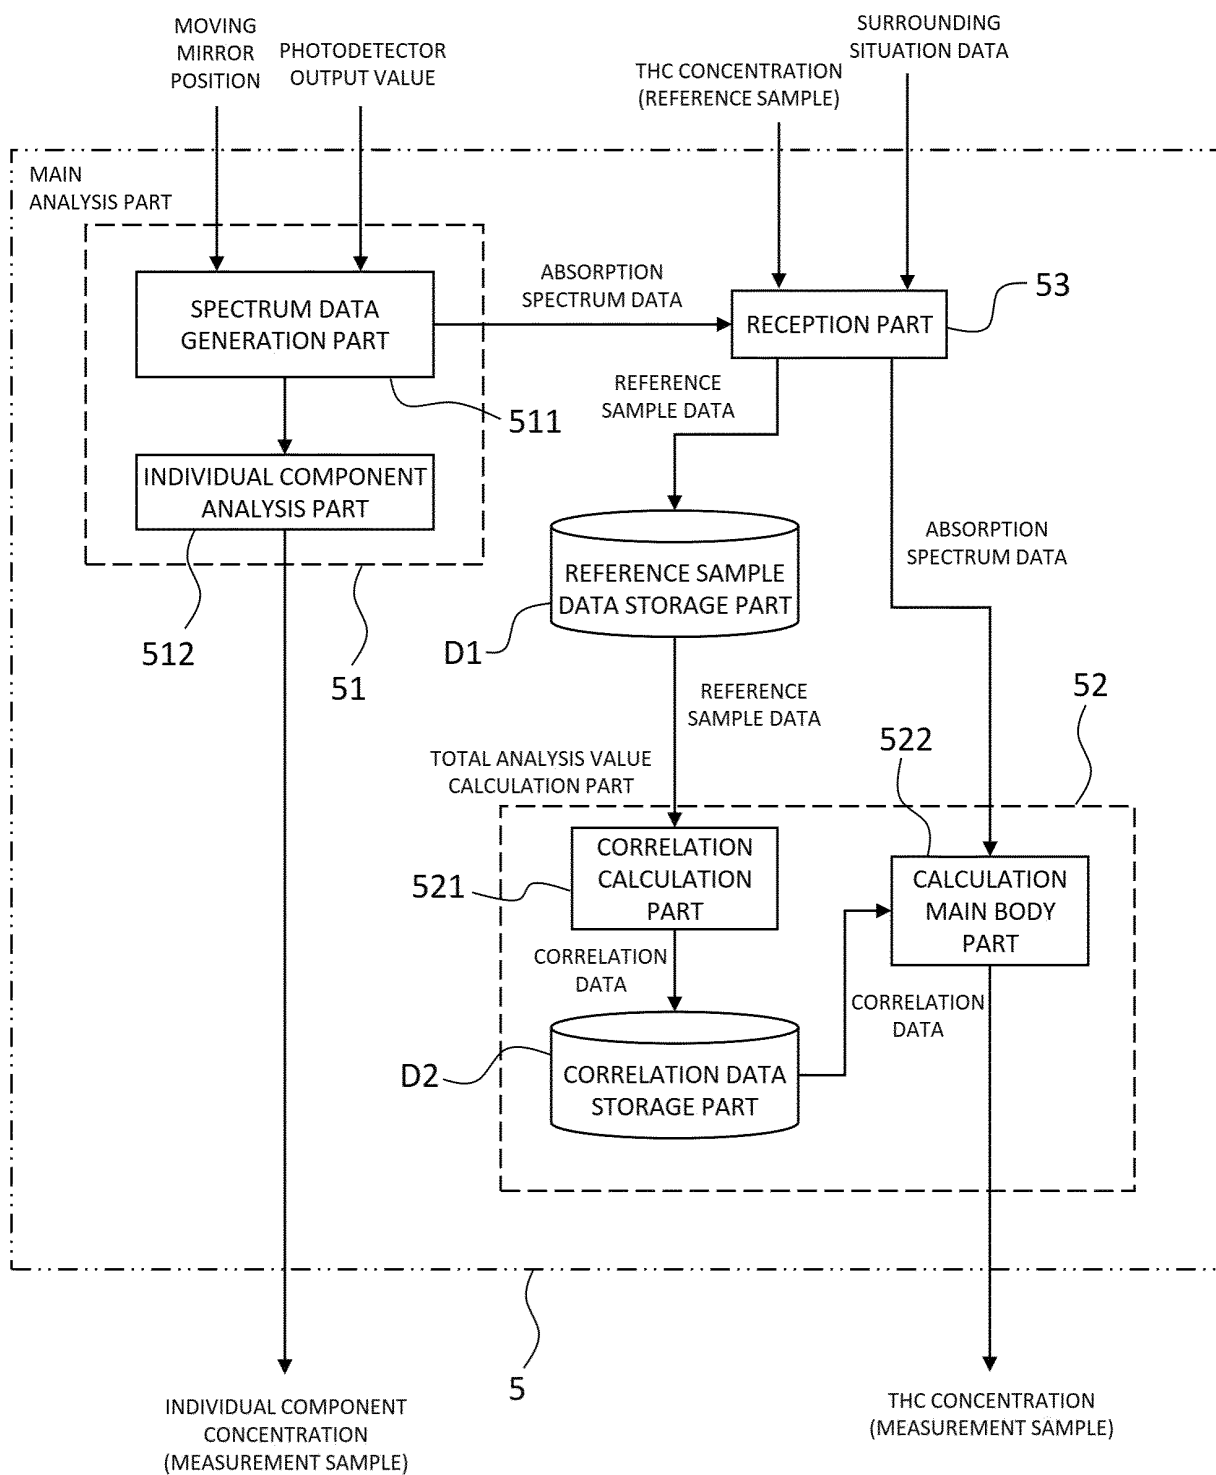 MOVING
MIRROR
POSITION
PHOTODETECTOR
OUTPUT VALUE
THC CONCENTRATION
(REFERENCE SAMPLE)
SURROUNDING
SITUATION DATA
MAIN
ANALYSIS PART
SPECTRUM DATA
GENERATION PART
ABSORPTION
SPECTRUM DATA
RECEPTION PART
53
511
REFERENCE
SAMPLE DATA
INDIVIDUAL COMPONENT
ANALYSIS PART
512
51
REFERENCE SAMPLE
DATA STORAGE PART
D1
ABSORPTION
SPECTRUM DATA
REFERENCE
SAMPLE DATA
52
522
TOTAL ANALYSIS VALUE
CALCULATION PART
CORRELATION
CALCULATION
PART
521
CALCULATION
MAIN BODY
PART
CORRELATION
DATA
CORRELATION
DATA
D2
CORRELATION DATA
STORAGE PART
5
INDIVIDUAL COMPONENT
CONCENTRATION
(MEASUREMENT SAMPLE)
THC CONCENTRATION
(MEASUREMENT SAMPLE)